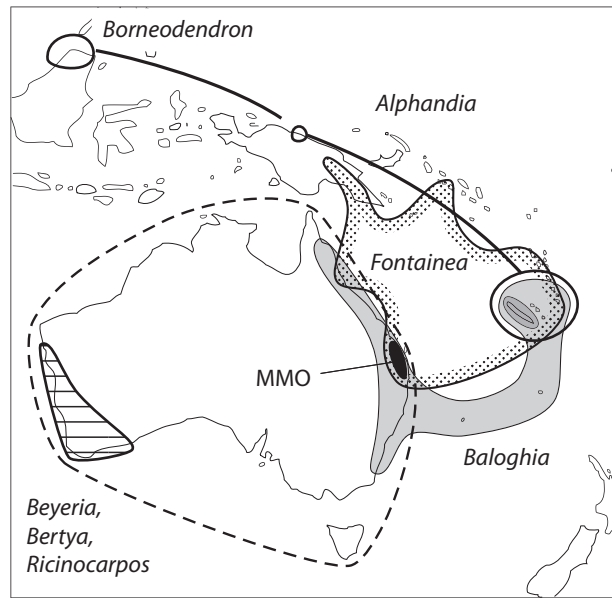 Borneodendron
Alphandia
Fontainea
MMO
Baloghia
Beyeria,
Bertya,
Ricinocarpos